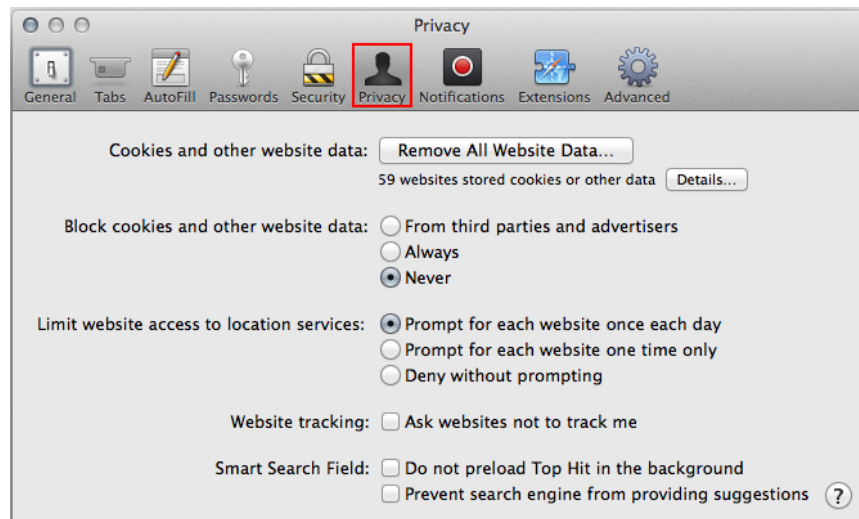 Privacy
General Tabs AutoFill Passwords Security Privacy Notifications Extensions Advanced
Cookies and other website data: Remove All Website Data...
59 websites stored cookies or other data Details...
Block cookies and other website data: From third parties and advertisers
Always
Never
Limit website access to location services: Prompt for each website once each day
Prompt for each website one time only
Deny without prompting
Website tracking: Ask websites not to track me
Smart Search Field: Do not preload Top Hit in the background
Prevent search engine from providing suggestions ?